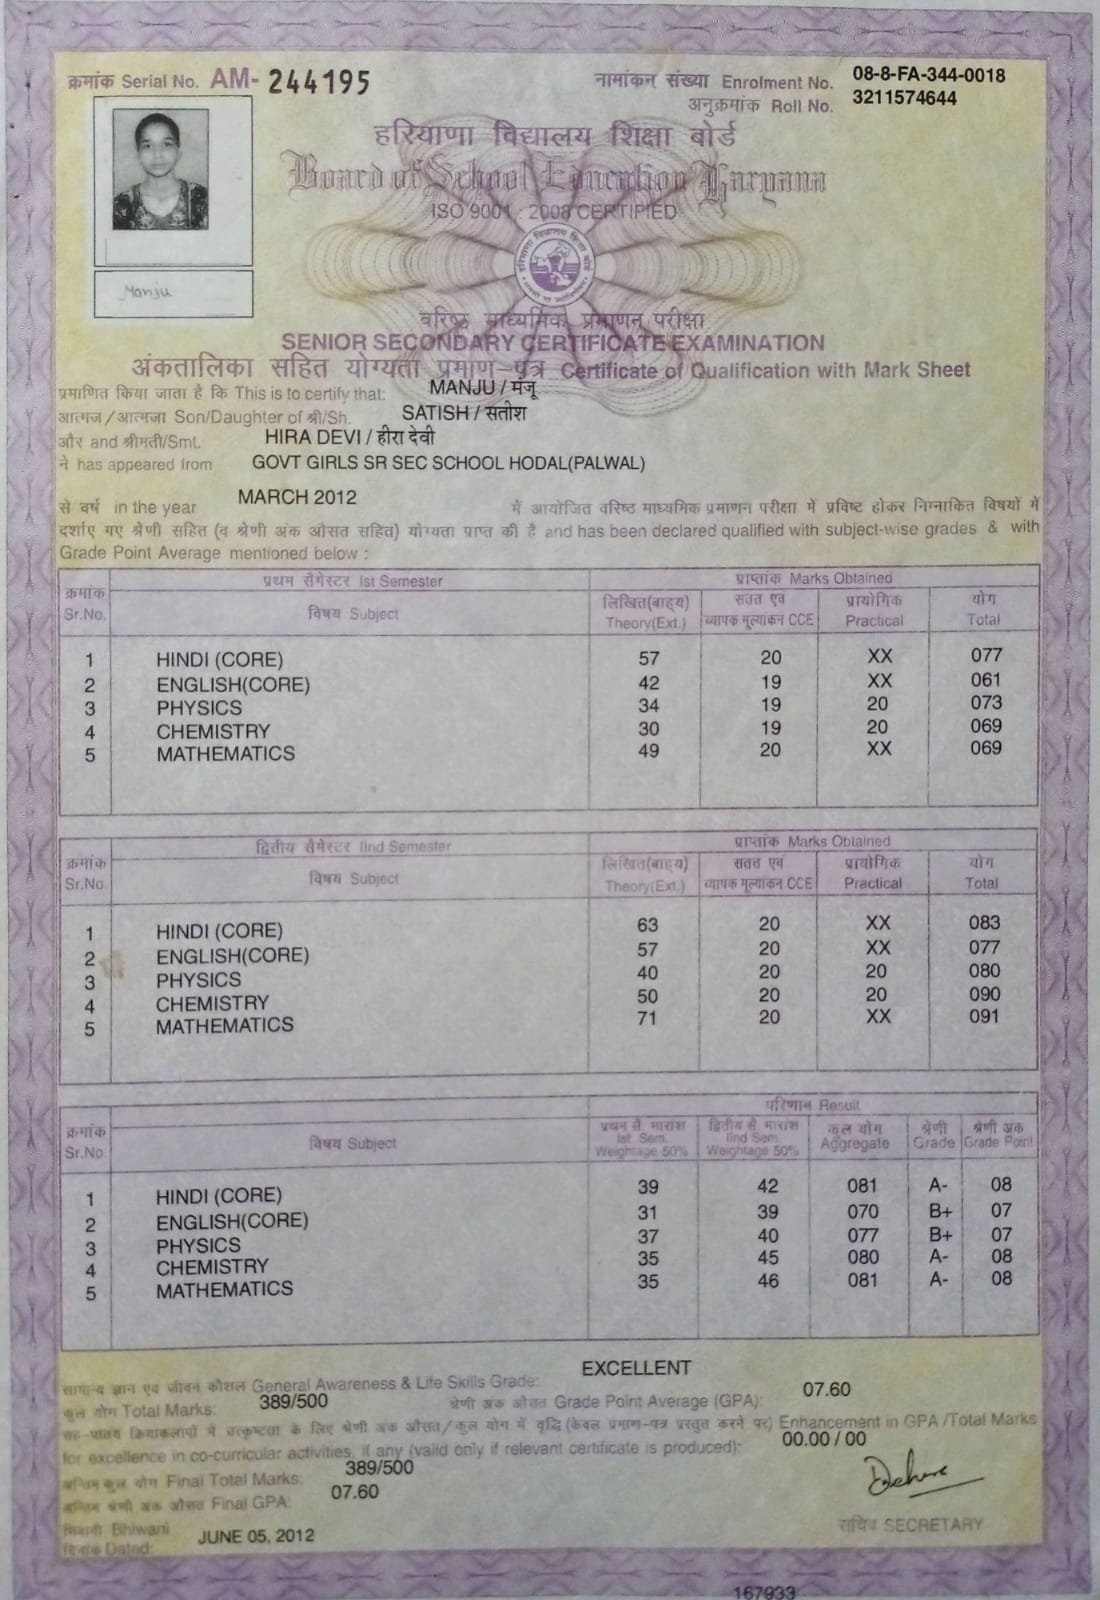 क्रमांक Serial No. AM- 244195
नामांकन संख्या Enrolment No. 08-8-FA-344-0018
अनुक्रमांक Roll No. 3211574644
हरियाणा विद्यालय शिक्षा बोर्ड
Board of School Education Haryana
ISO 9001 : 2008 CERTIFIED
Manju
वरिष्ठ माध्यमिक प्रमाणन परीक्षा
SENIOR SECONDARY CERTIFICATE EXAMINATION
अंकतालिका सहित योग्यता प्रमाण-पत्र Certificate of Qualification with Mark Sheet
प्रमाणित किया जाता है कि This is to certify that: MANJU / मंजू
आत्मज/आत्मजा Son/Daughter of श्री/Sh. SATISH / सतीश
और and श्रीमती/Smt. HIRA DEVI / हीरा देवी
ने has appeared from GOVT GIRLS SR SEC SCHOOL HODAL(PALWAL)
से वर्ष in the year MARCH 2012 में आयोजित वरिष्ठ माध्यमिक प्रमाणन परीक्षा में प्रविष्ट होकर निम्नांकित विषयों में
दर्शाए गए श्रेणी सहित (व श्रेणी अंक औसत सहित) योग्यता प्राप्त की है and has been declared qualified with subject-wise grades & with
Grade Point Average mentioned below :
क्रमांक Sr.No. प्रथम सैमेस्टर Ist Semester प्राप्तांक Marks Obtained
विषय Subject लिखित(बाह्य) Theory(Ext.) सतत एवं व्यापक मूल्यांकन CCE प्रायोगिक Practical योग Total
1 HINDI (CORE) 57 20 XX 077
2 ENGLISH(CORE) 42 19 XX 061
3 PHYSICS 34 19 20 073
4 CHEMISTRY 30 19 20 069
5 MATHEMATICS 49 20 XX 069
क्रमांक Sr.No. द्वितीय सैमेस्टर IInd Semester प्राप्तांक Marks Obtained
विषय Subject लिखित(बाह्य) Theory(Ext.) सतत एवं व्यापक मूल्यांकन CCE प्रायोगिक Practical योग Total
1 HINDI (CORE) 63 20 XX 083
2 ENGLISH(CORE) 57 20 XX 077
3 PHYSICS 40 20 20 080
4 CHEMISTRY 50 20 20 090
5 MATHEMATICS 71 20 XX 091
परिणाम Result
क्रमांक Sr.No. विषय Subject प्रथम सै. भारांश Ist Sem. Weightage 50% द्वितीय सै. भारांश IInd Sem. Weightage 50% कुल योग Aggregate श्रेणी Grade श्रेणी अंक Grade Point
1 HINDI (CORE) 39 42 081 A- 08
2 ENGLISH(CORE) 31 39 070 B+ 07
3 PHYSICS 37 40 077 B+ 07
4 CHEMISTRY 35 45 080 A- 08
5 MATHEMATICS 35 46 081 A- 08
सामान्य ज्ञान एवं जीवन कौशल General Awareness & Life Skills Grade: EXCELLENT
कुल योग Total Marks: 389/500 श्रेणी अंक औसत Grade Point Average (GPA): 07.60
सह-पाठ्य क्रियाकलापों में उत्कृष्टता के लिए श्रेणी अंक औसत/कुल योग में वृद्धि (केवल प्रमाण-पत्र प्रस्तुत करने पर) Enhancement in GPA /Total Marks
for excellence in co-curricular activities, if any (valid only if relevant certificate is produced): 00.00 / 00
अन्तिम कुल योग Final Total Marks: 389/500
अन्तिम श्रेणी अंक औसत Final GPA: 07.60
भिवानी Bhiwani
दिनांक Dated: JUNE 05, 2012
सचिव SECRETARY
167933